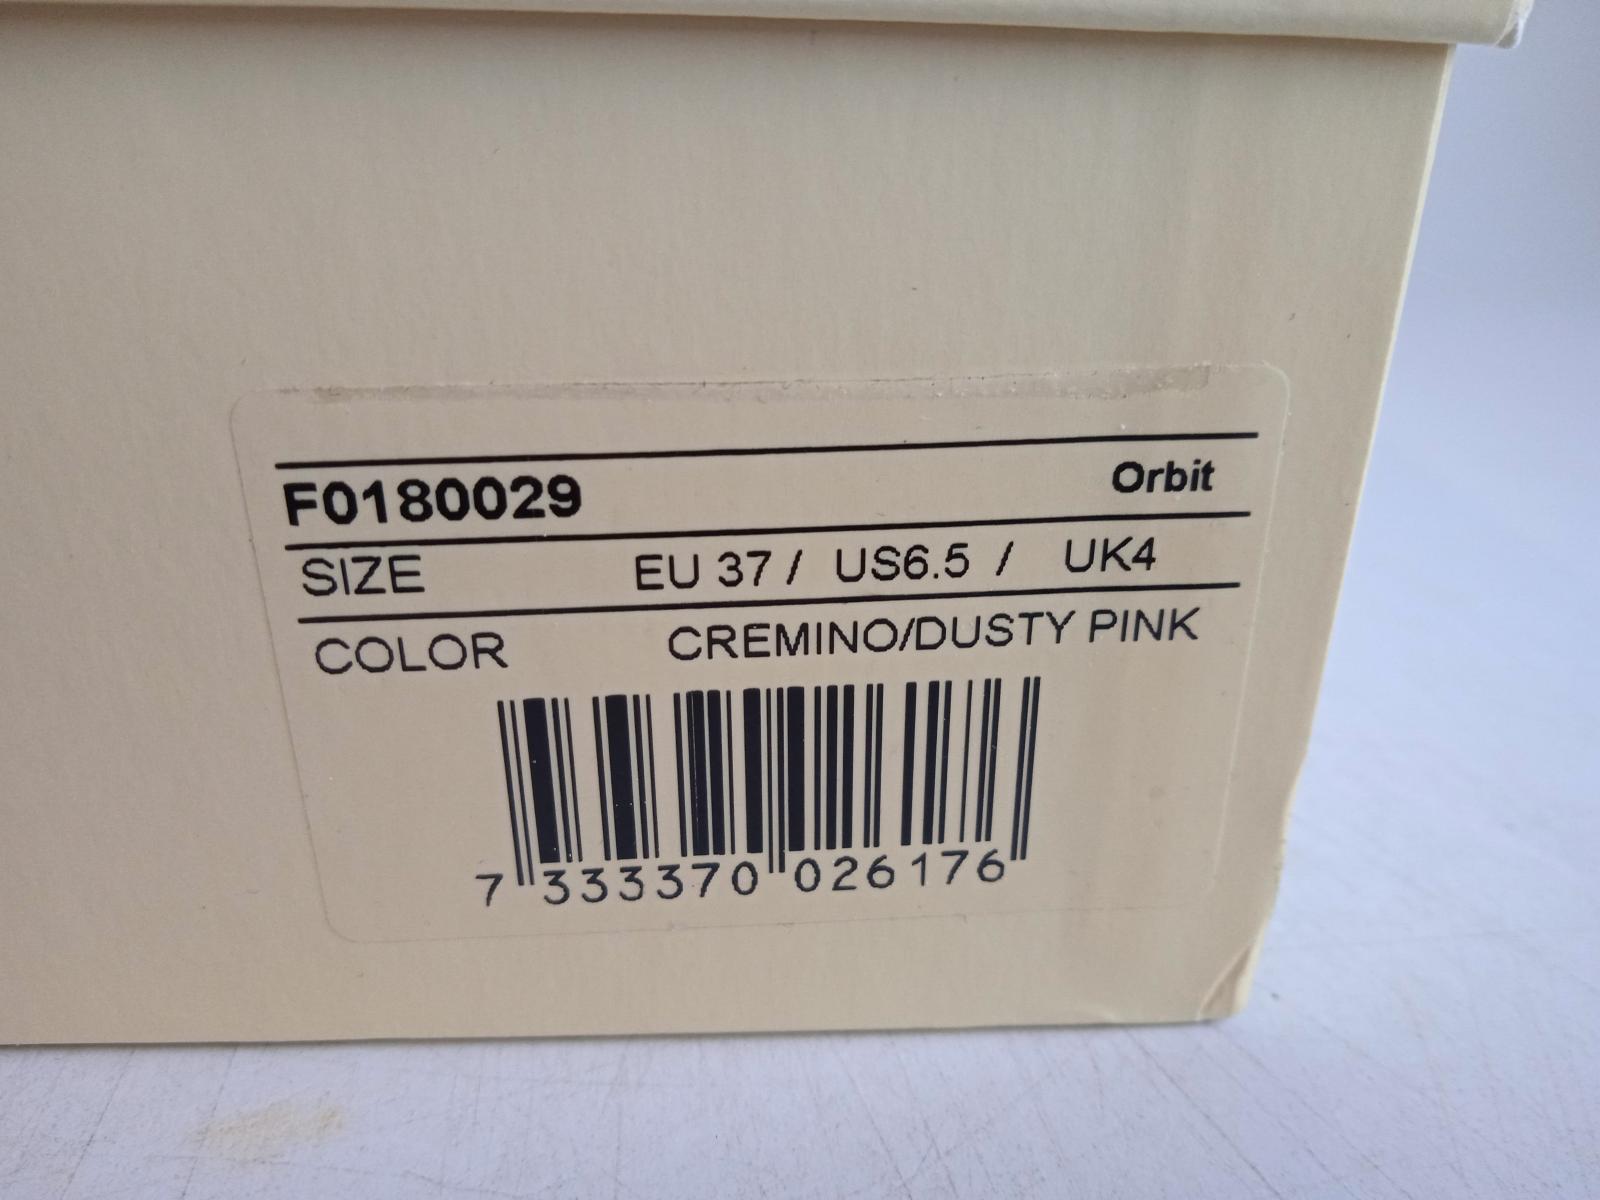 F0180029 Orbit
SIZE EU 37 / US6.5 / UK4
COLOR CREMINO/DUSTY PINK
7 333370 026176